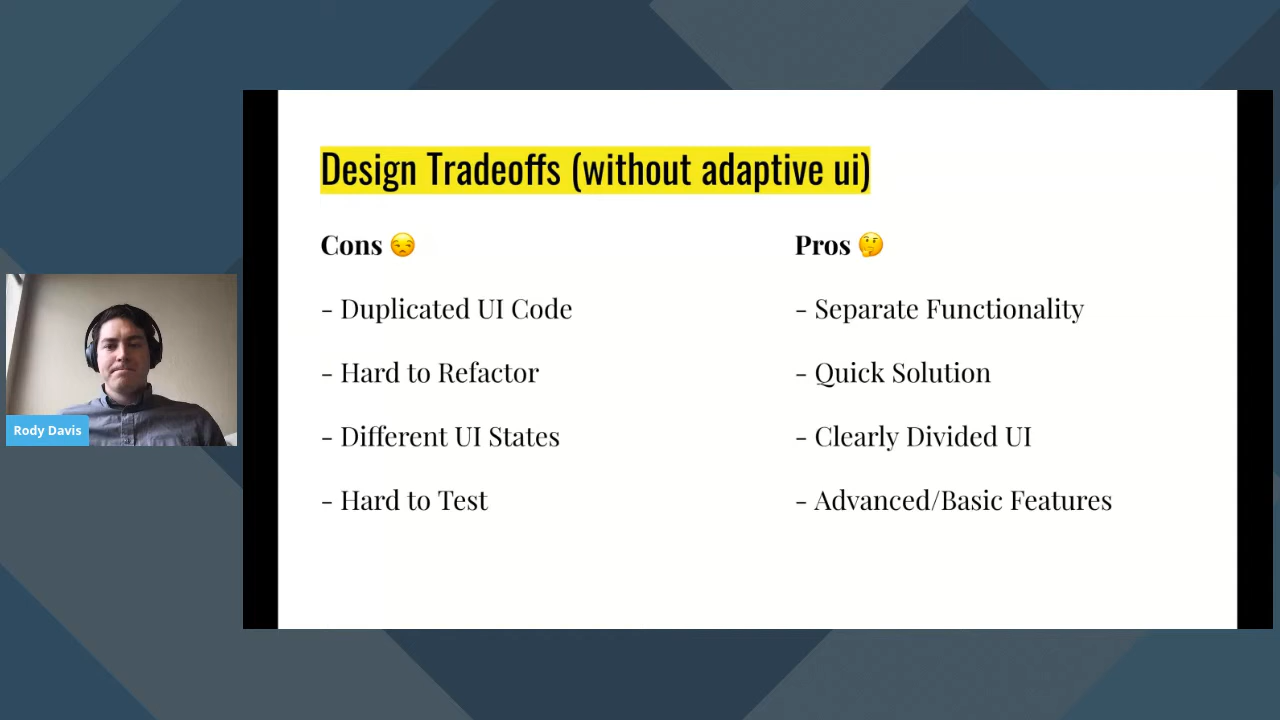 Design Tradeoffs (without adaptive ui)
Cons 😒
- Duplicated UI Code
- Hard to Refactor
- Different UI States
- Hard to Test
Pros 🤔
- Separate Functionality
- Quick Solution
- Clearly Divided UI
- Advanced/Basic Features
Rody Davis